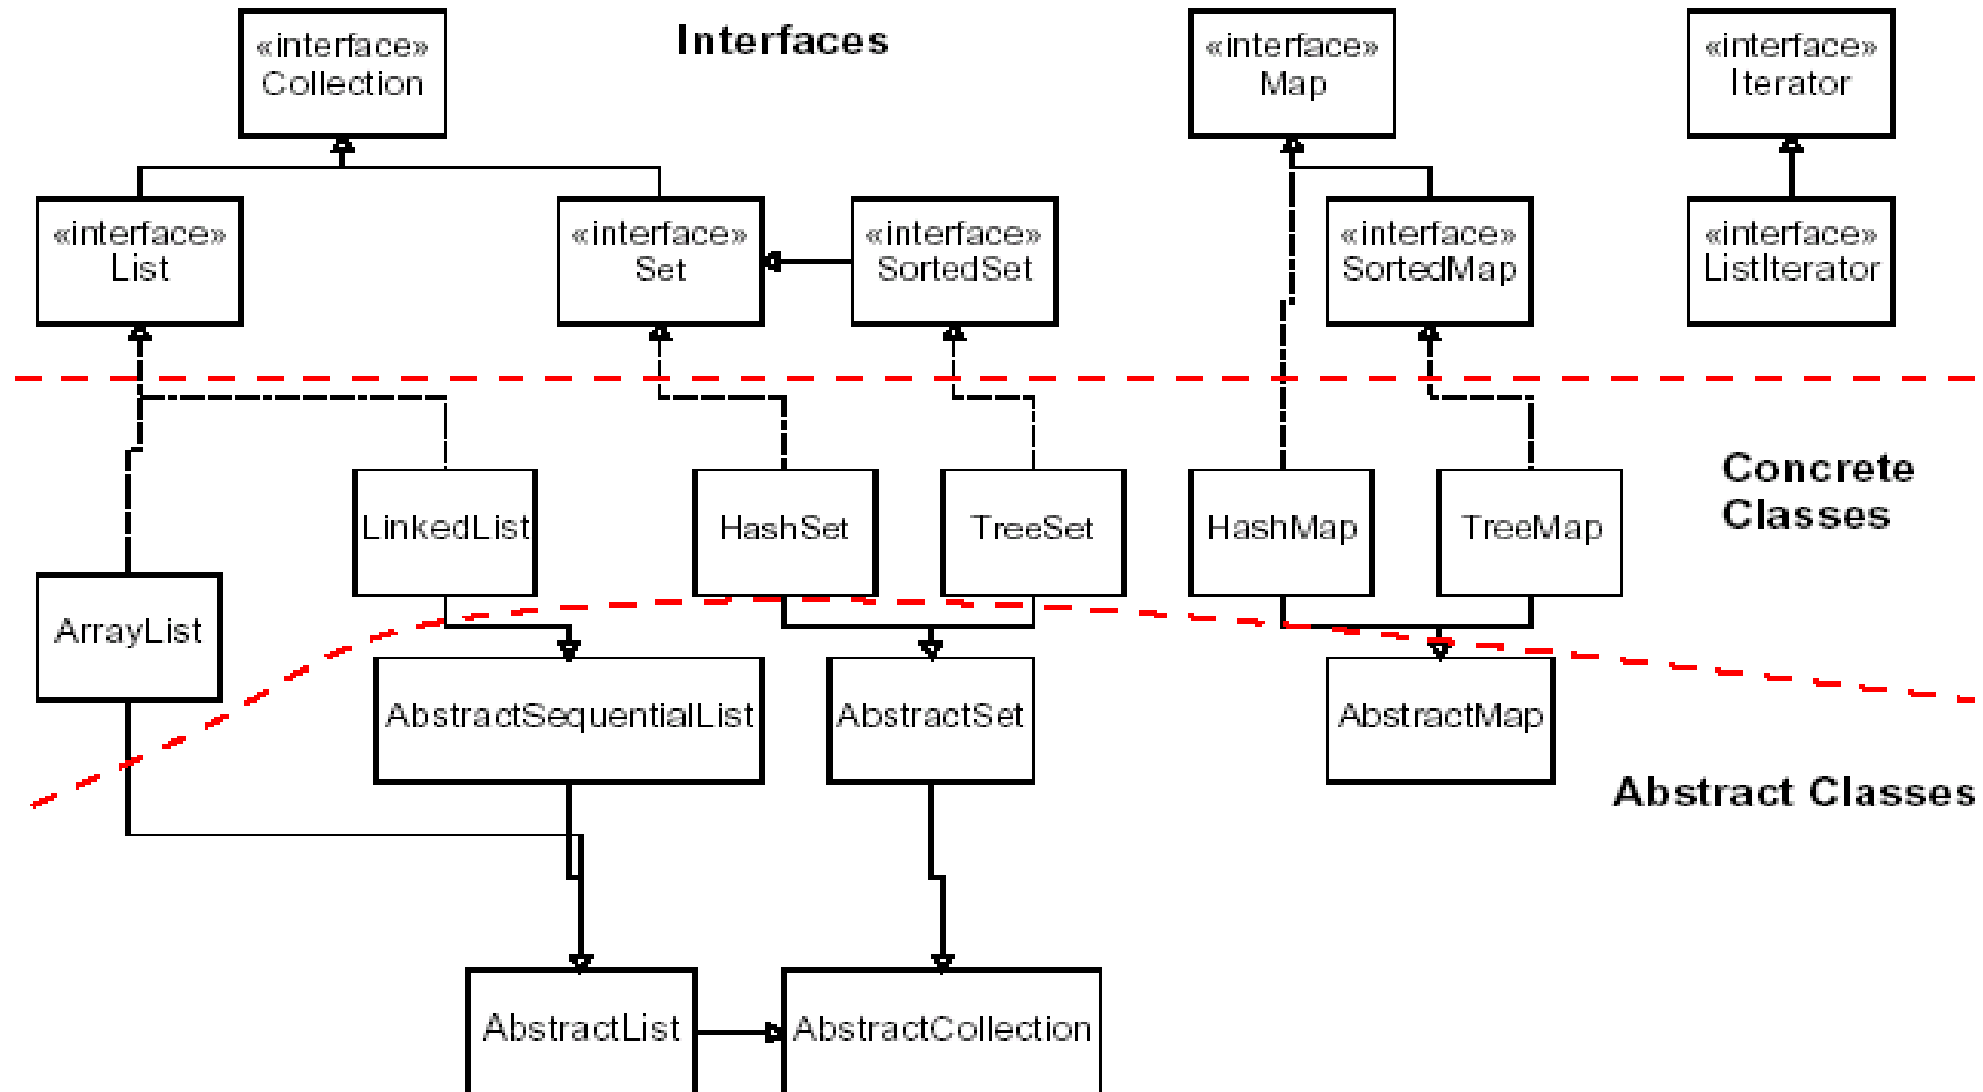 «interface»
Collection
Interfaces
«interface»
Map
«interface»
Iterator
«interface»
List
«interface»
Set
«interface»
SortedSet
«interface»
SortedMap
«interface»
ListIterator
Concrete
Classes
LinkedList
HashSet
TreeSet
HashMap
TreeMap
ArrayList
AbstractSequentialList
AbstractSet
AbstractMap
Abstract Classes
AbstractList
AbstractCollection